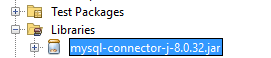 Test Packages
Libraries
mysql-connector-j-8.0.32.jar